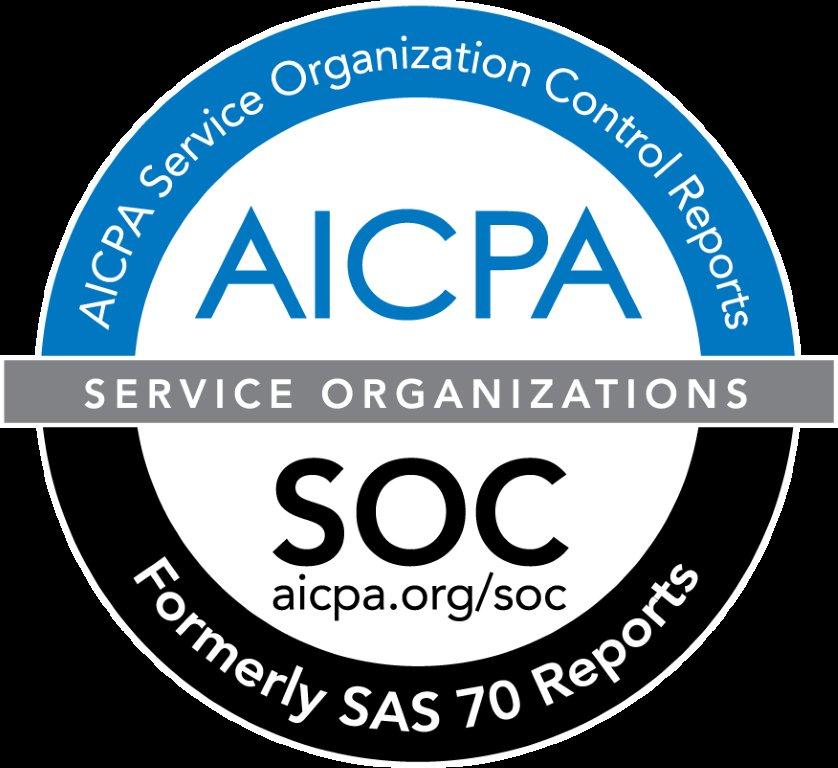 AICPA Service Organization Control Reports
AICPA
SERVICE ORGANIZATIONS
SOC
aicpa.org/soc
Formerly SAS 70 Reports